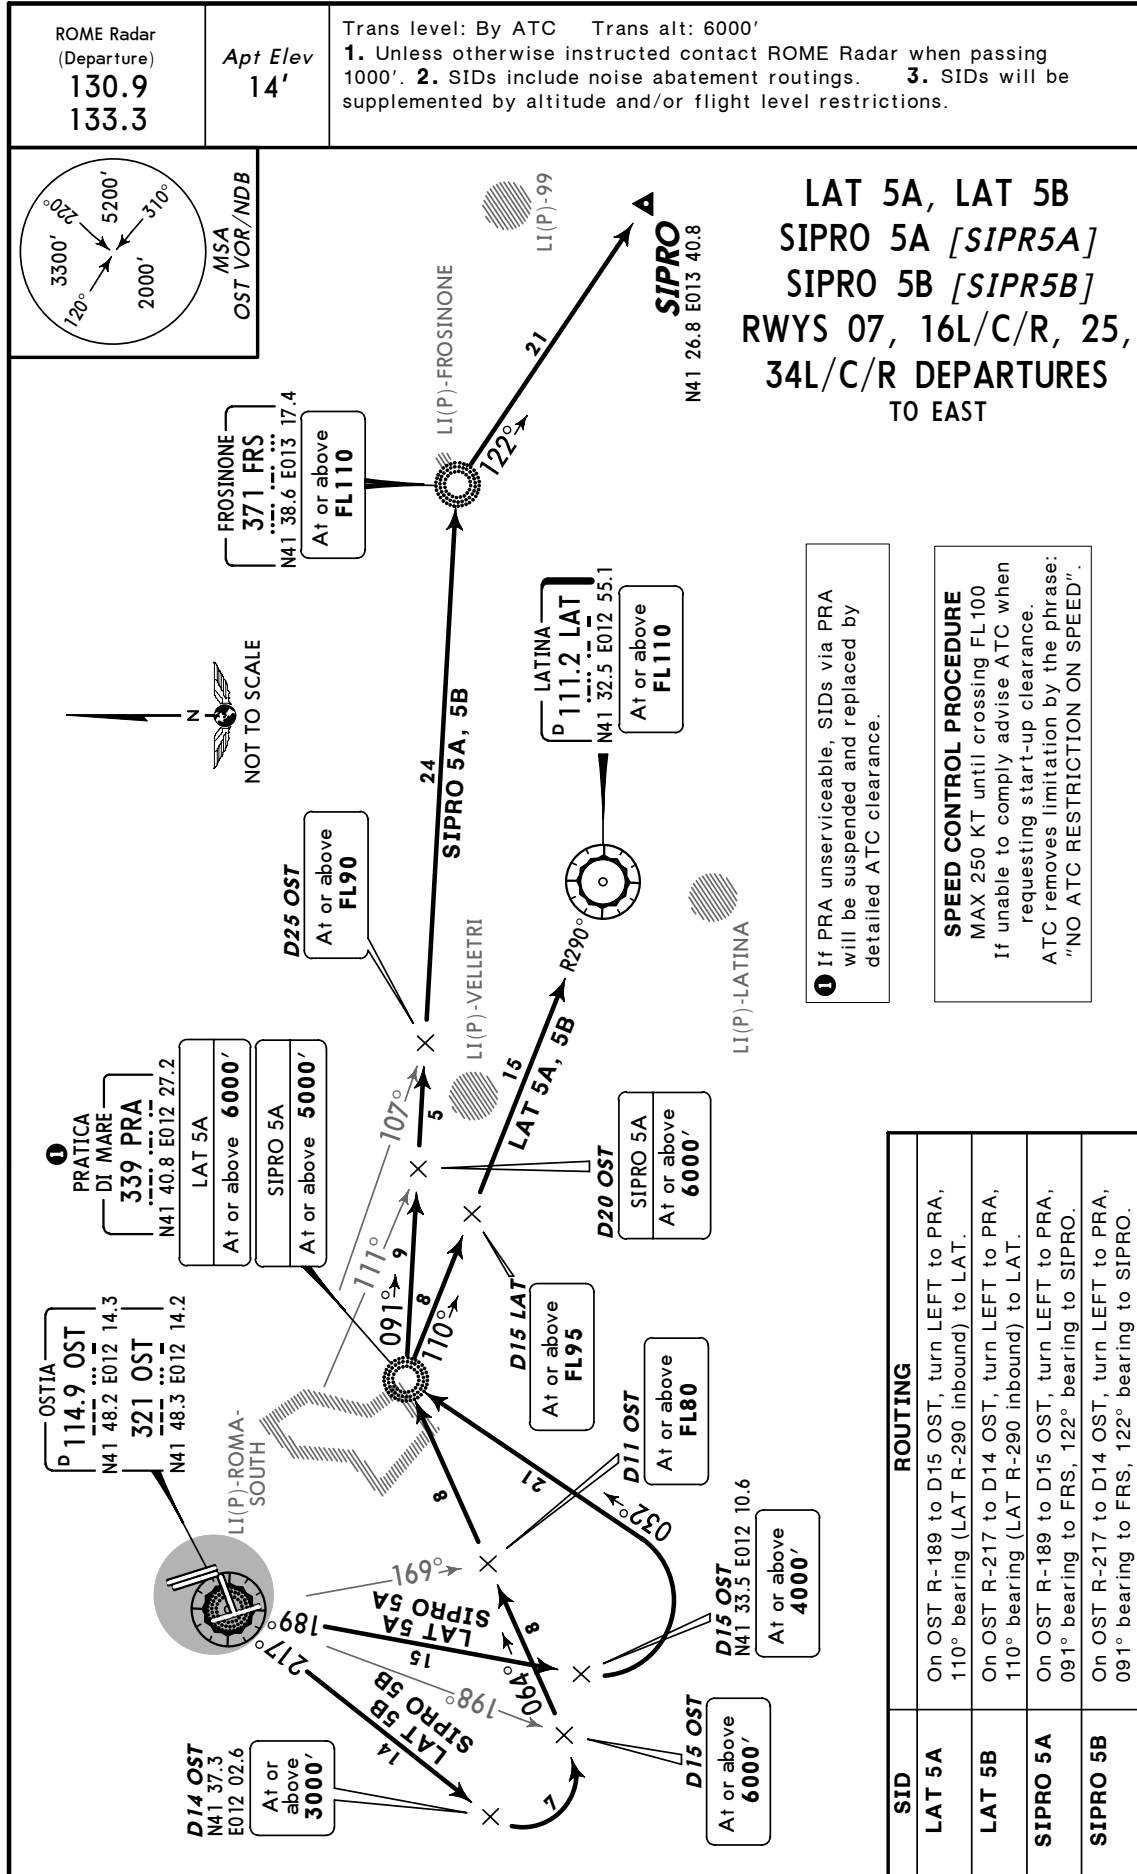 ROME Radar
(Departure)
130.9
133.3
Apt Elev
14'
Trans level: By ATC Trans alt: 6000'
1. Unless otherwise instructed contact ROME Radar when passing
1000'. 2. SIDs include noise abatement routings. 3. SIDs will be
supplemented by altitude and/or flight level restrictions.
220°
5200'
310°
3300'
2000'
120°
MSA
OST VOR/NDB
LAT 5A, LAT 5B
SIPRO 5A [SIPR5A]
SIPRO 5B [SIPR5B]
RWYS 07, 16L/C/R, 25,
34L/C/R DEPARTURES
TO EAST
LI(P)-99
SIPRO
N41 26.8 E013 40.8
21
122°
LI(P)-FROSINONE
FROSINONE
371 FRS
N41 38.6 E013 17.4
At or above
FL110
N
NOT TO SCALE
24
SIPRO 5A, 5B
LATINA
D 111.2 LAT
N41 32.5 E012 55.1
At or above
FL110
D25 OST
At or above
FL90
LI(P)-VELLETRI
R290°
LI(P)-LATINA
15
LAT 5A, 5B
1
PRATICA
DI MARE
339 PRA
N41 40.8 E012 27.2
LAT 5A
At or above 6000'
SIPRO 5A
At or above 5000'
107°
111°
5
9
091°
8
110°
D20 OST
SIPRO 5A
At or above
6000'
D15 LAT
At or above
FL95
OSTIA
D 114.9 OST
N41 48.2 E012 14.3
321 OST
N41 48.3 E012 14.2
LI(P)-ROMA-
SOUTH
D11 OST
At or above
FL80
8
21
032°
169°
LAT 5A
SIPRO 5A
189°
15
8
064°
D15 OST
N41 33.5 E012 10.6
At or above
4000'
217°
198°
LAT 5B
SIPRO 5B
14
D14 OST
N41 37.3
E012 02.6
At or
above
3000'
7
D15 OST
At or above
6000'
1 If PRA unserviceable, SIDs via PRA
will be suspended and replaced by
detailed ATC clearance.
SPEED CONTROL PROCEDURE
MAX 250 KT until crossing FL100
If unable to comply advise ATC when
requesting start-up clearance.
ATC removes limitation by the phrase:
"NO ATC RESTRICTION ON SPEED".
SID ROUTING
LAT 5A On OST R-189 to D15 OST, turn LEFT to PRA,
110° bearing (LAT R-290 inbound) to LAT.
LAT 5B On OST R-217 to D14 OST, turn LEFT to PRA,
110° bearing (LAT R-290 inbound) to LAT.
SIPRO 5A On OST R-189 to D15 OST, turn LEFT to PRA,
091° bearing to FRS, 122° bearing to SIPRO.
SIPRO 5B On OST R-217 to D14 OST, turn LEFT to PRA,
091° bearing to FRS, 122° bearing to SIPRO.